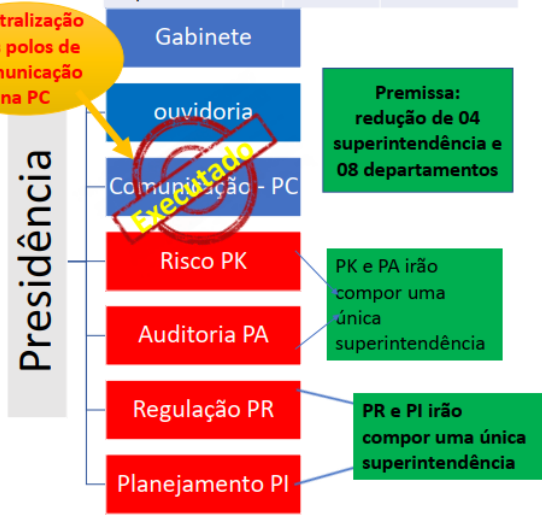 tralização
polos de
municação
na PC
Gabinete
ouvidoria
Comunicação - PC
Executado
Risco PK
Auditoria PA
Regulação PR
Planejamento PI
Presidência
Premissa:
redução de 04
superintendência e
08 departamentos
PK e PA irão
compor uma
única
superintendência
PR e PI irão
compor uma única
superintendência